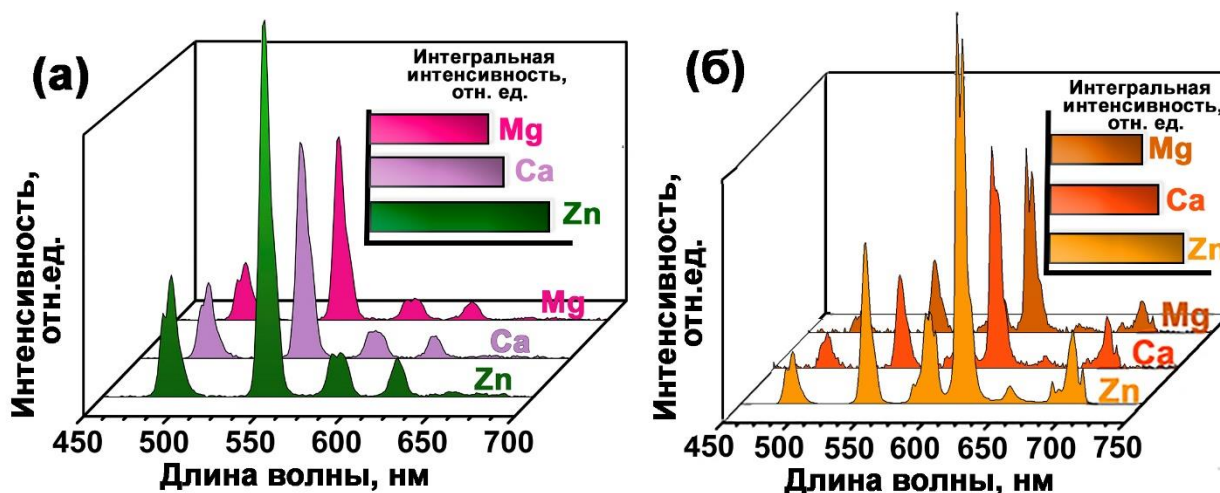 (а)
Интенсивность,
отн.ед.
Интегральная
интенсивность,
отн. ед.
Mg
Ca
Zn
Mg
Ca
Zn
450 500 550 600 650 700
Длина волны, нм
(б)
Интенсивность,
отн.ед.
Интегральная
интенсивность,
отн. ед.
Mg
Ca
Zn
Mg
Ca
Zn
450 500 550 600 650 700 750
Длина волны, нм